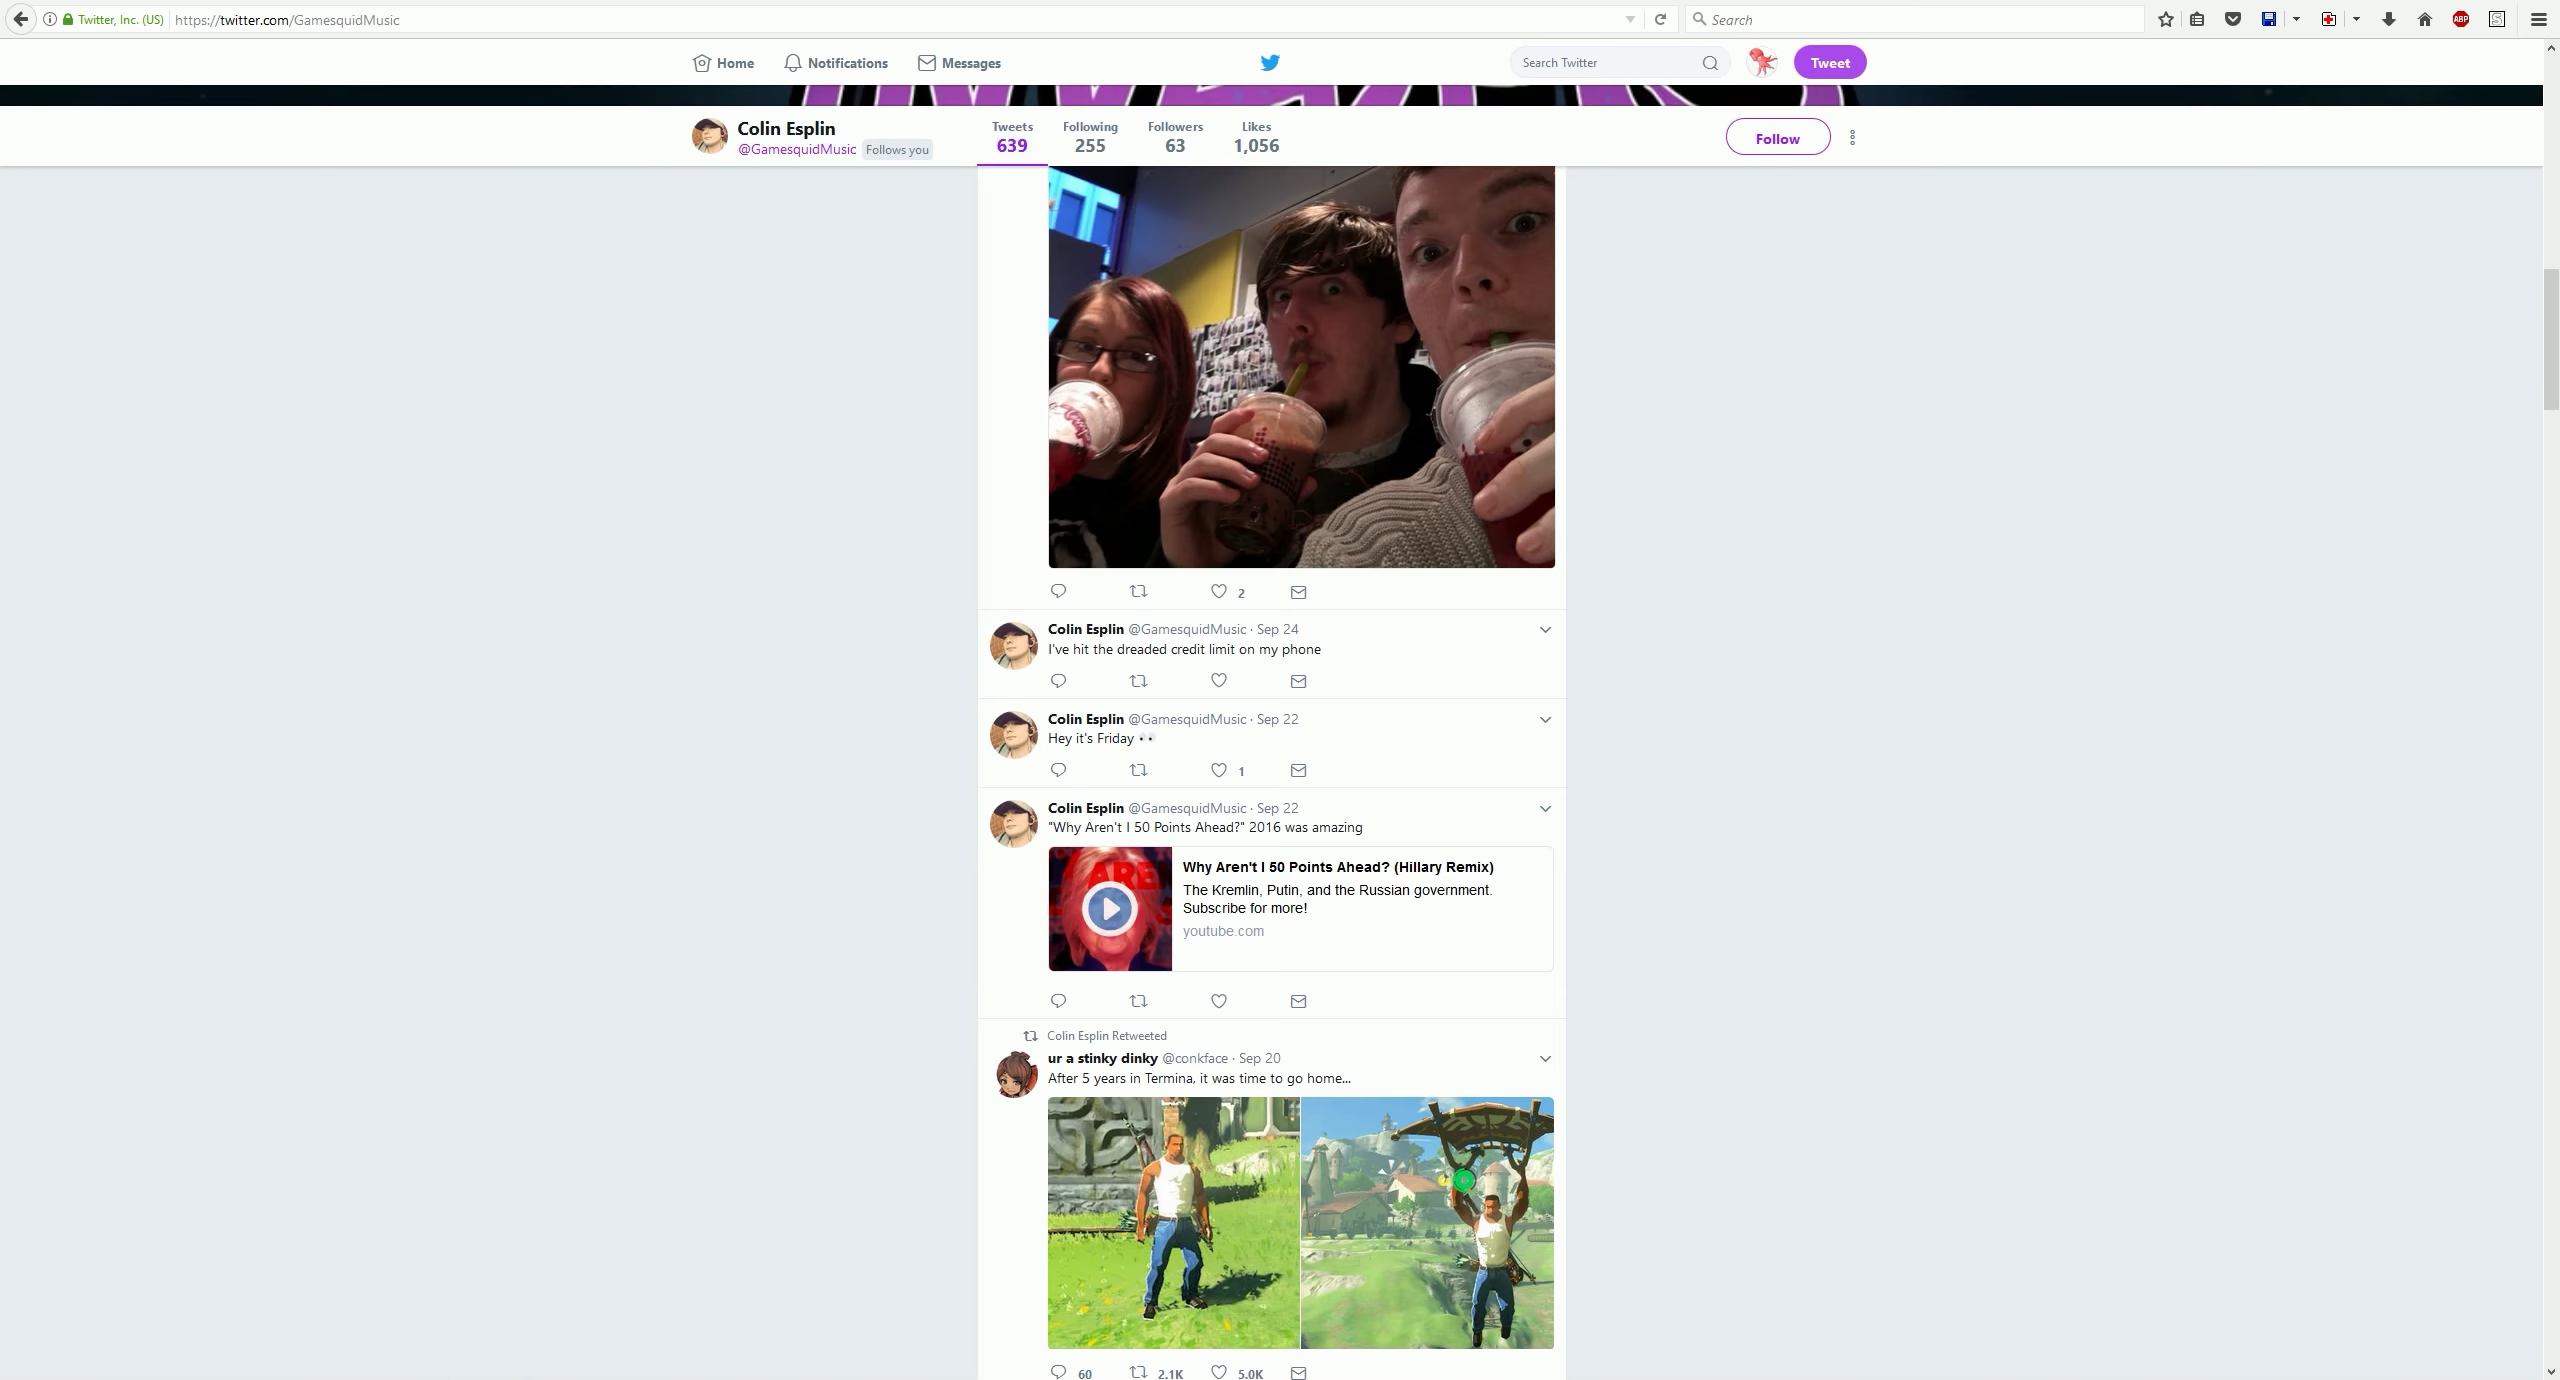 Twitter, Inc. (US) https://twitter.com/GamesquidMusic Search
Home Notifications Messages Search Twitter Tweet
Colin Esplin
@GamesquidMusic Follows you
Tweets Following Followers Likes
639 255 63 1,056
Follow
2
Colin Esplin @GamesquidMusic · Sep 24
I've hit the dreaded credit limit on my phone
Colin Esplin @GamesquidMusic · Sep 22
Hey it's Friday 👀
1
Colin Esplin @GamesquidMusic · Sep 22
"Why Aren't I 50 Points Ahead?" 2016 was amazing
ARE
Why Aren't I 50 Points Ahead? (Hillary Remix)
The Kremlin, Putin, and the Russian government.
Subscribe for more!
youtube.com
Colin Esplin Retweeted
ur a stinky dinky @conkface · Sep 20
After 5 years in Termina, it was time to go home...
60 2.1K 5.0K